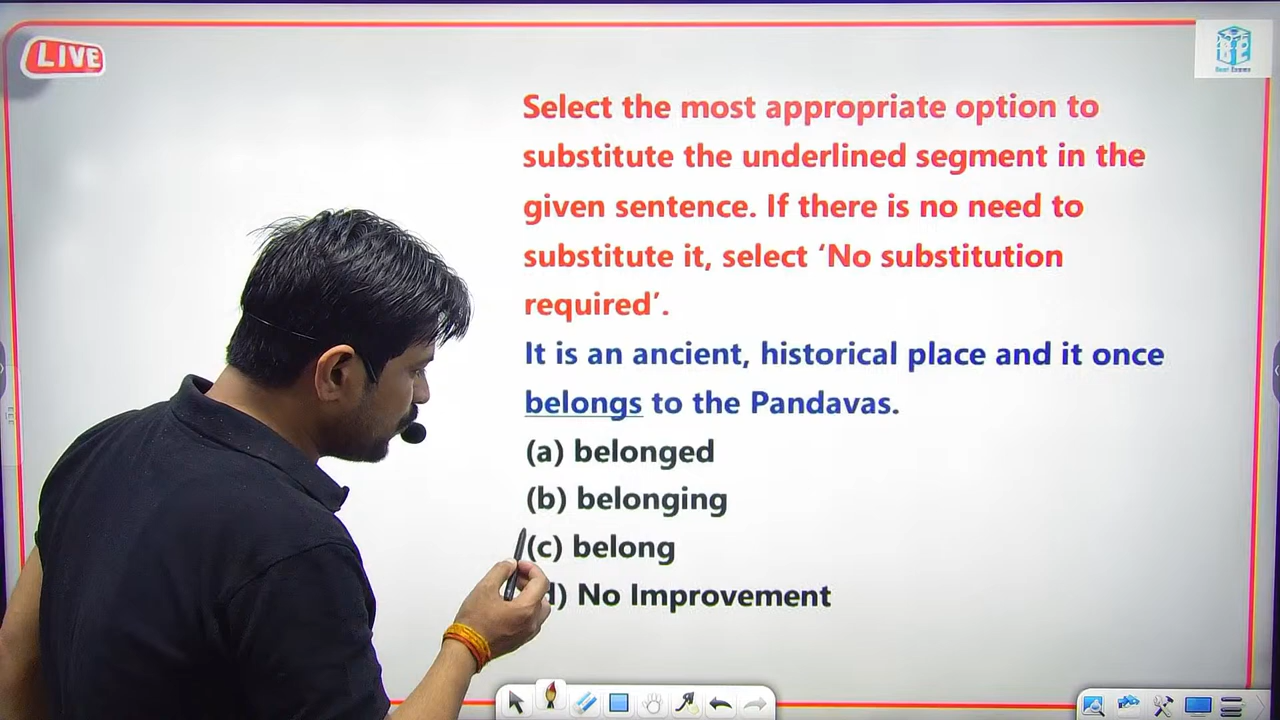 LIVE
Select the most appropriate option to
substitute the underlined segment in the
given sentence. If there is no need to
substitute it, select ‘No substitution
required’.
It is an ancient, historical place and it once
belongs to the Pandavas.
(a) belonged
(b) belonging
(c) belong
d) No Improvement